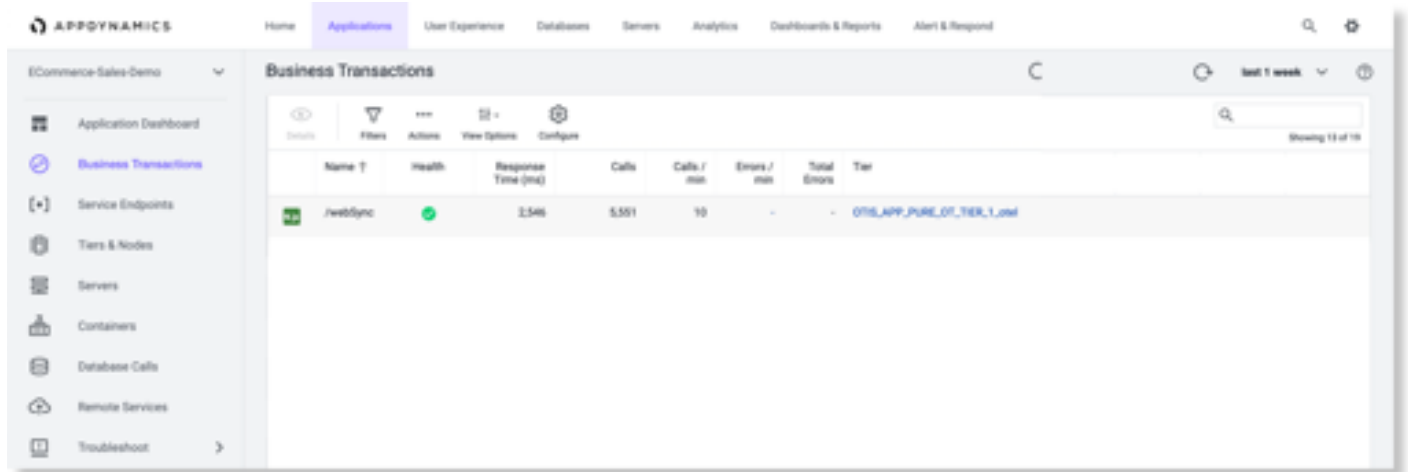 APPDYNAMICS
Home Applications User Experience Databases Servers Analytics Dashboards & Reports Alert & Respond
ECommerce-Sales-Demo
Business Transactions
last 1 week
Application Dashboard
Business Transactions
Service Endpoints
Tiers & Nodes
Servers
Containers
Database Calls
Remote Services
Troubleshoot
Details Filters Actions View Options Configure
Showing 13 of 19
Name ↑ Health Response Time (ms) Calls Calls / min Errors / min Total Errors Tier
/webSync 2,546 5,551 10 - - OTIS_APP_PURE_OT_TIER_1_otel